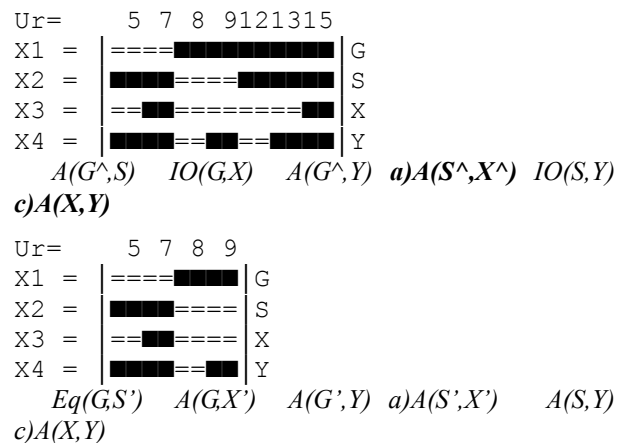 Ur=      5 7 8 9121315
X1 = |====■■■■■■■■■■|G
X2 = |■■■■====■■■■■■|S
X3 = |==■■========■■|X
X4 = |■■■■==■■==■■■■|Y
A(G^,S) IO(G,X) A(G^,Y) a)A(S^,X^) IO(S,Y)
c)A(X,Y)
Ur=      5 7 8 9
X1 = |====■■■■|G
X2 = |■■■■====|S
X3 = |==■■====|X
X4 = |■■■■==■■|Y
Eq(G,S’) A(G,X’) A(G’,Y) a)A(S’,X’) A(S,Y)
c)A(X,Y)